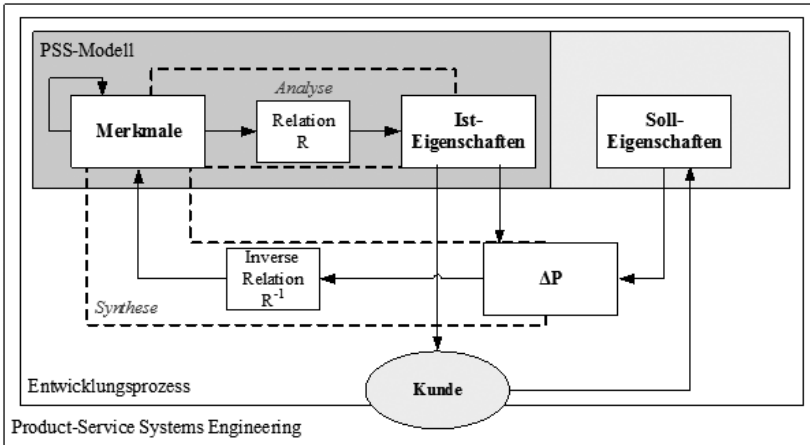 PSS-Modell
Analyse
Merkmale
Relation
R
Ist-
Eigenschaften
Soll-
Eigenschaften
Inverse
Relation
R⁻¹
ΔP
Synthese
Entwicklungsprozess
Kunde
Product-Service Systems Engineering